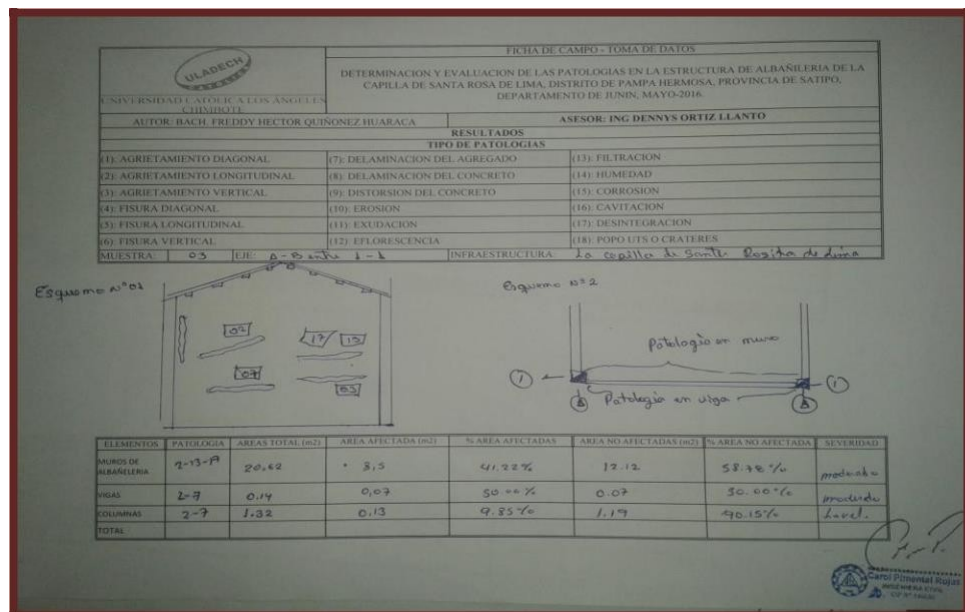 ULADECH
CATOLICA
UNIVERSIDAD CATOLICA LOS ANGELES
CHIMBOTE
FICHA DE CAMPO - TOMA DE DATOS
DETERMINACION Y EVALUACION DE LAS PATOLOGIAS EN LA ESTRUCTURA DE ALBAÑILERIA DE LA
CAPILLA DE SANTA ROSA DE LIMA, DISTRITO DE PAMPA HERMOSA, PROVINCIA DE SATIPO,
DEPARTAMENTO DE JUNIN, MAYO-2016.
AUTOR: BACH. FREDDY HECTOR QUIÑONEZ HUARACA ASESOR: ING DENNYS ORTIZ LLANTO
RESULTADOS
TIPO DE PATOLOGIAS
(1): AGRIETAMIENTO DIAGONAL (7): DELAMINACION DEL AGREGADO (13): FILTRACION
(2): AGRIETAMIENTO LONGITUDINAL (8): DELAMINACION DEL CONCRETO (14): HUMEDAD
(3): AGRIETAMIENTO VERTICAL (9): DISTORSION DEL CONCRETO (15): CORROSION
(4): FISURA DIAGONAL (10): EROSION (16): CAVITACION
(5): FISURA LONGITUDINAL (11): EXUDACION (17): DESINTEGRACION
(6): FISURA VERTICAL (12): EFLORESCENCIA (18): POPO UTS O CRATERES
MUESTRA: 03 EJE: A-B entre 1-1 INFRAESTRUCTURA: La capilla de Santa Rosita de Lima
Esquema N°01
02
17 13
07
Esquema N°2
Patologia en muro
1 1
Patologia en viga
ELEMENTOS PATOLOGIA AREAS TOTAL (m2) AREA AFECTADA (m2) % AREA AFECTADAS AREA NO AFECTADAS (m2) % AREA NO AFECTADA SEVERIDAD
MUROS DE ALBAÑELERIA 20.62 8,5 41.22% 12.12 58.78% moderado
VIGAS 2-7 0.14 0,07 50.00% 0.07 50.00% moderado
COLUMNAS 2-7 1.32 0.13 9.85% 1.19 90.15%
TOTAL
Carol Pimentel Rojas
INGENIERA CIVIL